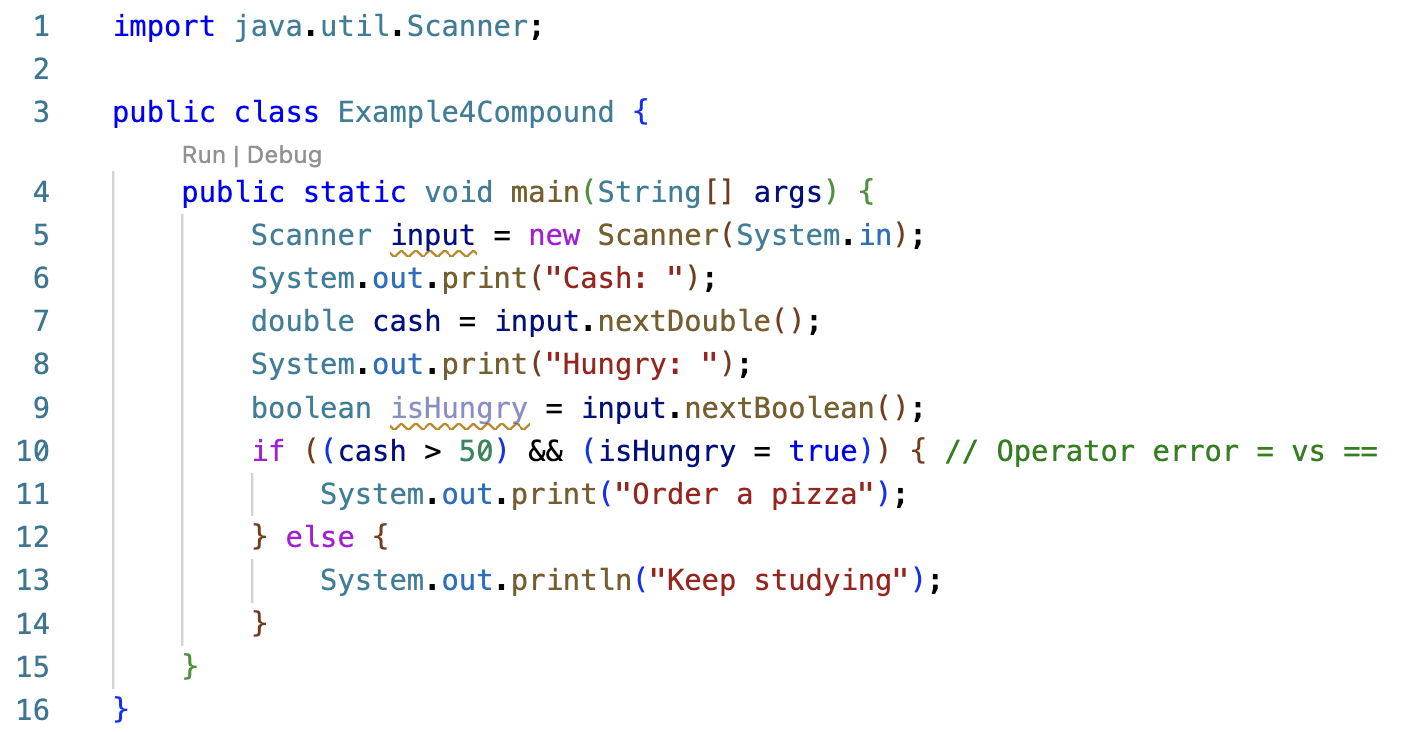 1 import java.util.Scanner;
2
3 public class Example4Compound {
Run | Debug
4 public static void main(String[] args) {
5 Scanner input = new Scanner(System.in);
6 System.out.print("Cash: ");
7 double cash = input.nextDouble();
8 System.out.print("Hungry: ");
9 boolean isHungry = input.nextBoolean();
10 if ((cash > 50) && (isHungry = true)) { // Operator error = vs ==
11 System.out.print("Order a pizza");
12 } else {
13 System.out.println("Keep studying");
14 }
15 }
16 }